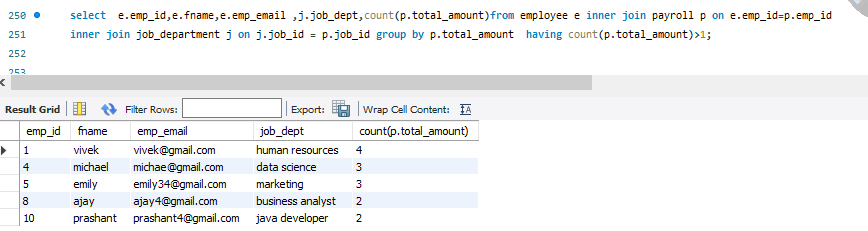 250 select e.emp_id,e.fname,e.emp_email ,j.job_dept,count(p.total_amount)from employee e inner join payroll p on e.emp_id=p.emp_id
251 inner join job_department j on j.job_id = p.job_id group by p.total_amount having count(p.total_amount)>1;
252
253
Result Grid Filter Rows: Export: Wrap Cell Content: IA
emp_id fname emp_email job_dept count(p.total_amount)
1 vivek vivek@gmail.com human resources 4
4 michael michae@gmail.com data science 3
5 emily emily34@gmail.com marketing 3
8 ajay ajay4@gmail.com business analyst 2
10 prashant prashant4@gmail.com java developer 2